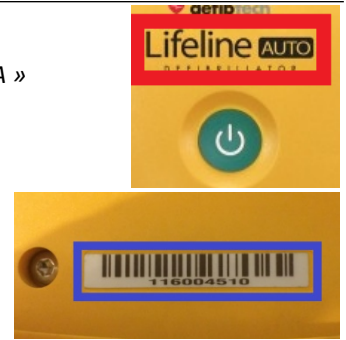 defibtech
Lifeline AUTO
DEFIBRILLATOR
A »
116004510